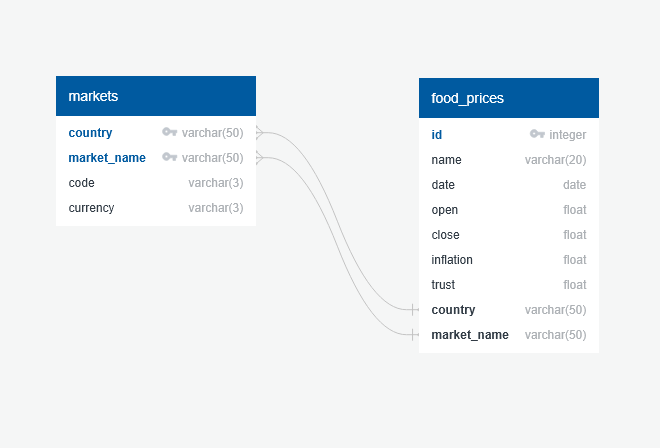 markets
country varchar(50)
market_name varchar(50)
code varchar(3)
currency varchar(3)
food_prices
id integer
name varchar(20)
date date
open float
close float
inflation float
trust float
country varchar(50)
market_name varchar(50)